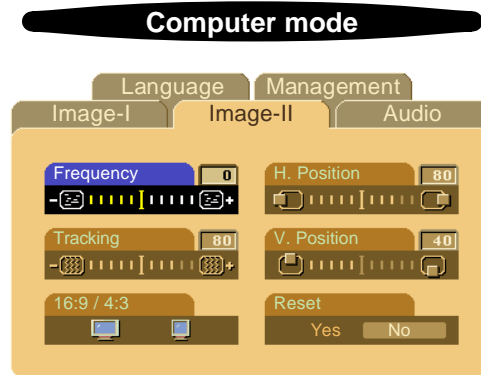 Computer mode
Language Management
Image-I Image-II Audio
Frequency 0 H. Position 80
- +
Tracking 80 V. Position 40
- +
16:9 / 4:3 Reset
Yes No